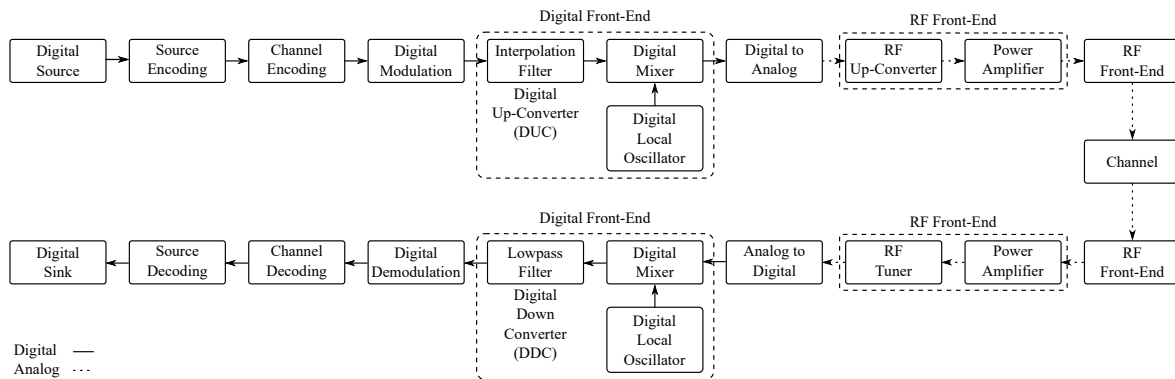 Digital Front-End
RF Front-End
Digital
Source
Source
Encoding
Channel
Encoding
Digital
Modulation
Interpolation
Filter
Digital
Mixer
Digital to
Analog
RF
Up-Converter
Power
Amplifier
RF
Front-End
Digital
Up-Converter
(DUC)
Digital
Local
Oscillator
Channel
Digital Front-End
RF Front-End
Digital
Sink
Source
Decoding
Channel
Decoding
Digital
Demodulation
Lowpass
Filter
Digital
Mixer
Analog to
Digital
RF
Tuner
Power
Amplifier
RF
Front-End
Digital
Down
Converter
(DDC)
Digital
Local
Oscillator
Digital
Analog